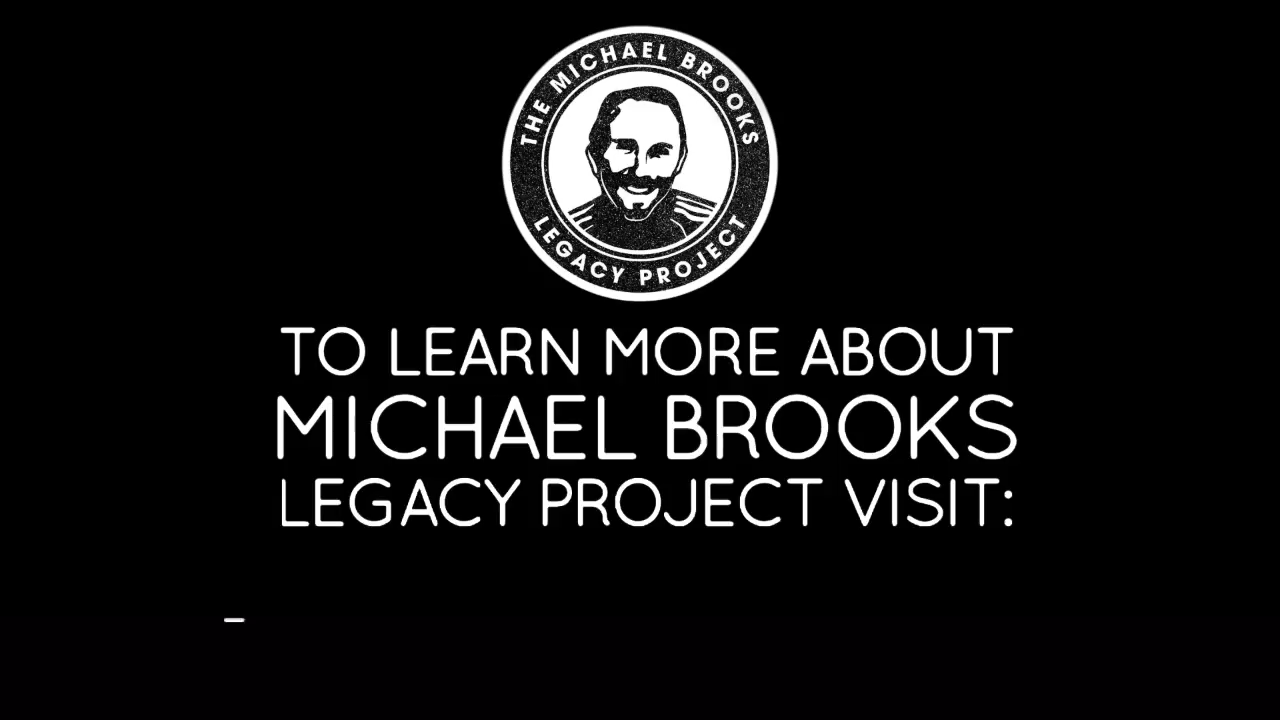 THE MICHAEL BROOKS
LEGACY PROJECT
TO LEARN MORE ABOUT
MICHAEL BROOKS
LEGACY PROJECT VISIT:
_